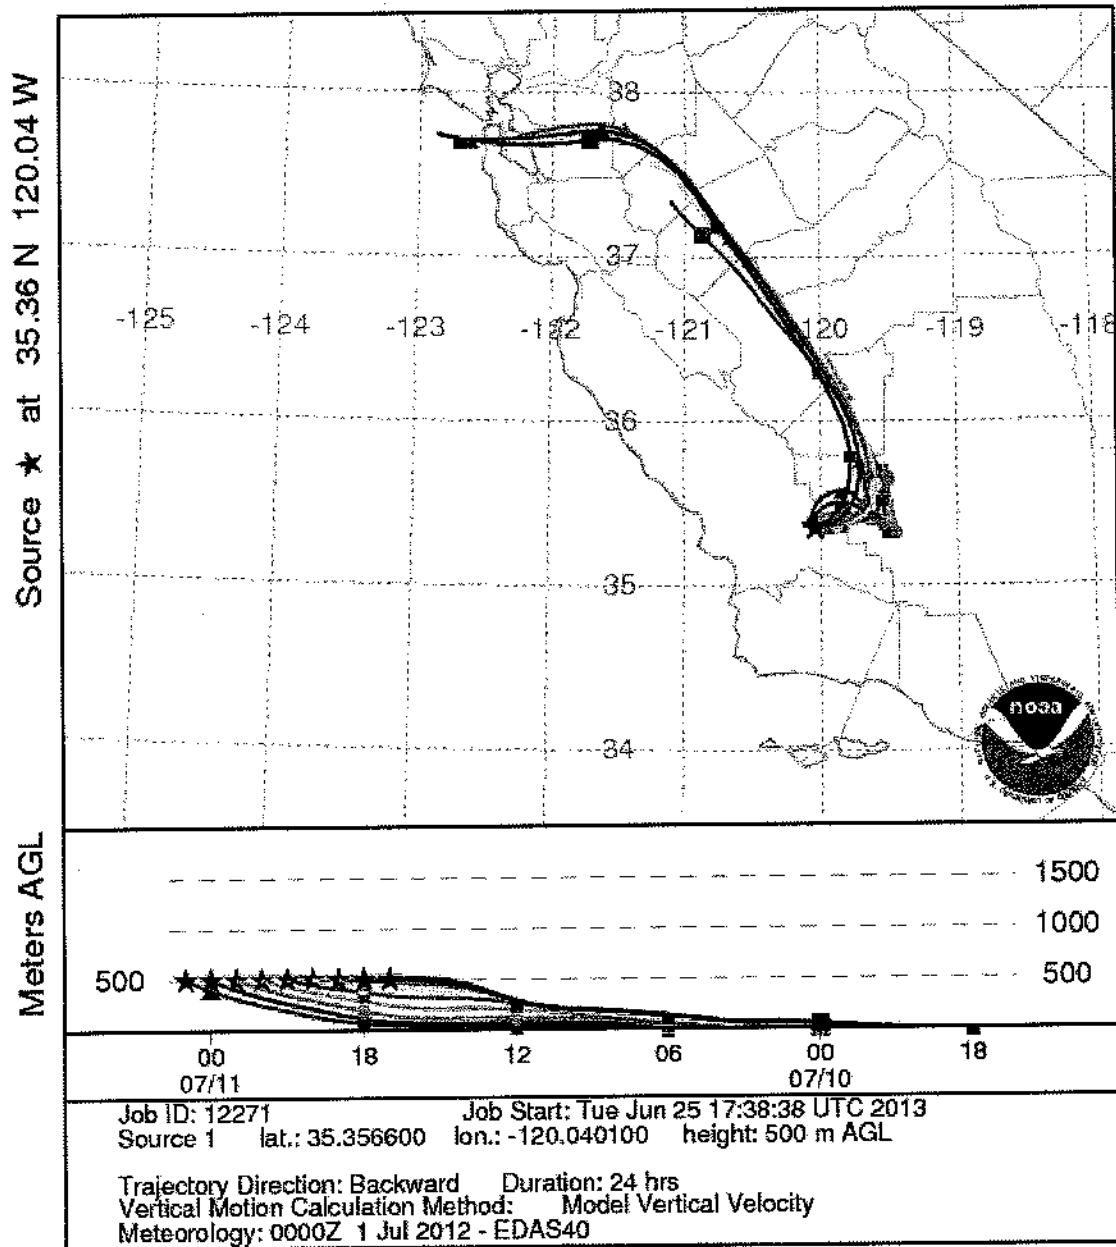 Source ★ at 35.36 N 120.04 W
38
37
-125 -124 -123 -122 -121 -120 -119 -118
36
35
34
noaa
Meters AGL
1500
1000
500 500
00 18 12 06 00 18
07/11 07/10
Job ID: 12271 Job Start: Tue Jun 25 17:38:38 UTC 2013
Source 1 lat.: 35.356600 lon.: -120.040100 height: 500 m AGL
Trajectory Direction: Backward Duration: 24 hrs
Vertical Motion Calculation Method: Model Vertical Velocity
Meteorology: 0000Z 1 Jul 2012 - EDAS40